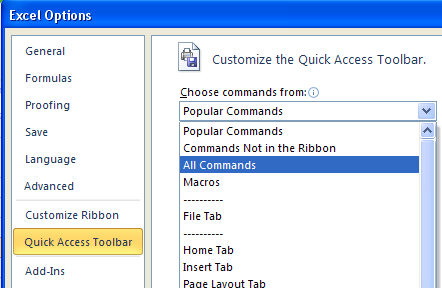 Excel Options
General
Formulas
Proofing
Save
Language
Advanced
Customize Ribbon
Quick Access Toolbar
Add-Ins
Customize the Quick Access Toolbar.
Choose commands from:
Popular Commands
Popular Commands
Commands Not in the Ribbon
All Commands
Macros
----------
File Tab
----------
Home Tab
Insert Tab
Page Layout Tab